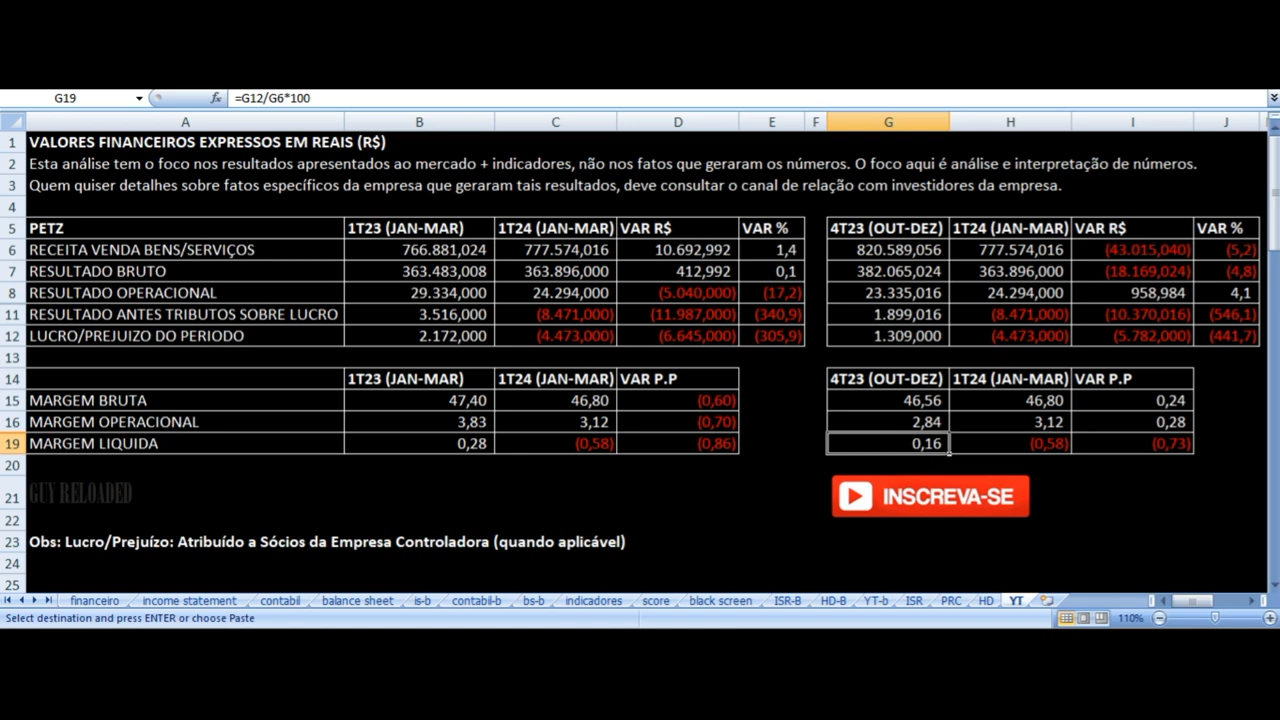 G19 fx =G12/G6*100
A B C D E F G H I J
1 VALORES FINANCEIROS EXPRESSOS EM REAIS (R$)
2 Esta análise tem o foco nos resultados apresentados ao mercado + indicadores, não nos fatos que geraram os números. O foco aqui é análise e interpretação de números.
3 Quem quiser detalhes sobre fatos específicos da empresa que geraram tais resultados, deve consultar o canal de relação com investidores da empresa.
4
5 PETZ 1T23 (JAN-MAR) 1T24 (JAN-MAR) VAR R$ VAR % 4T23 (OUT-DEZ) 1T24 (JAN-MAR) VAR R$ VAR %
6 RECEITA VENDA BENS/SERVIÇOS 766.881,024 777.574,016 10.692,992 1,4 820.589,056 777.574,016 (43.015,040) (5,2)
7 RESULTADO BRUTO 363.483,008 363.896,000 412,992 0,1 382.065,024 363.896,000 (18.169,024) (4,8)
8 RESULTADO OPERACIONAL 29.334,000 24.294,000 (5.040,000) (17,2) 23.335,016 24.294,000 958,984 4,1
11 RESULTADO ANTES TRIBUTOS SOBRE LUCRO 3.516,000 (8.471,000) (11.987,000) (340,9) 1.899,016 (8.471,000) (10.370,016) (546,1)
12 LUCRO/PREJUIZO DO PERIODO 2.172,000 (4.473,000) (6.645,000) (305,9) 1.309,000 (4.473,000) (5.782,000) (441,7)
13
14 1T23 (JAN-MAR) 1T24 (JAN-MAR) VAR P.P 4T23 (OUT-DEZ) 1T24 (JAN-MAR) VAR P.P
15 MARGEM BRUTA 47,40 46,80 (0,60) 46,56 46,80 0,24
16 MARGEM OPERACIONAL 3,83 3,12 (0,70) 2,84 3,12 0,28
19 MARGEM LIQUIDA 0,28 (0,58) (0,86) 0,16 (0,58) (0,73)
20
21 GUY RELOADED INSCREVA-SE
22
23 Obs: Lucro/Prejuízo: Atribuído a Sócios da Empresa Controladora (quando aplicável)
24
25
financeiro income statement contabil balance sheet is-b contabil-b bs-b indicadores score black screen ISR-B HD-B YT-b ISR PRC HD YT
Select destination and press ENTER or choose Paste 110%